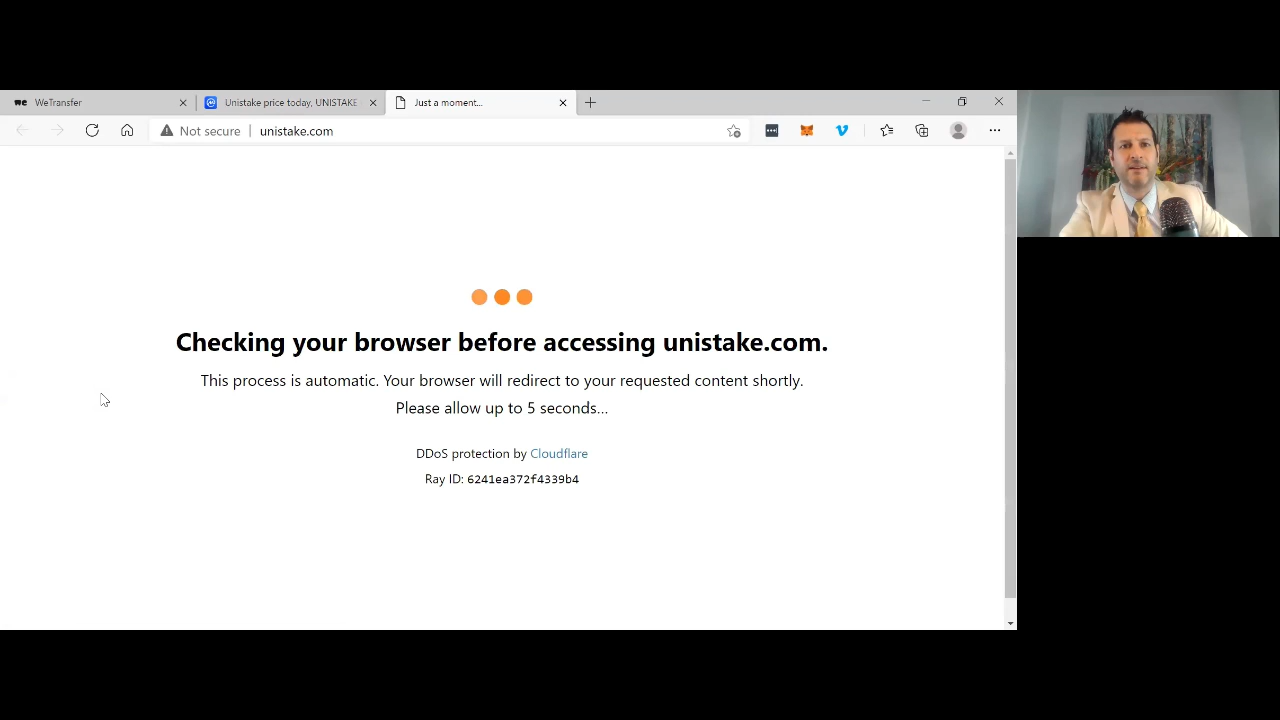 WeTransfer
Unistake price today, UNISTAKE
Just a moment...
Not secure | unistake.com
Checking your browser before accessing unistake.com.
This process is automatic. Your browser will redirect to your requested content shortly.
Please allow up to 5 seconds...
DDoS protection by Cloudflare
Ray ID: 6241ea372f4339b4